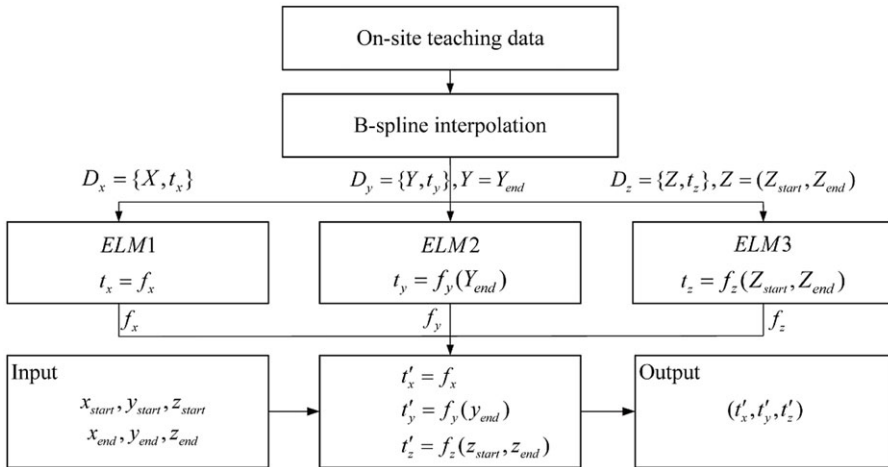 On-site teaching data
B-spline interpolation
D_x = {X, t_x}
D_y = {Y, t_y}, Y = Y_end
D_z = {Z, t_z}, Z = (Z_start, Z_end)
ELM1
t_x = f_x
ELM2
t_y = f_y(Y_end)
ELM3
t_z = f_z(Z_start, Z_end)
f_x
f_y
f_z
Input
x_start, y_start, z_start
x_end, y_end, z_end
t′_x = f_x
t′_y = f_y(y_end)
t′_z = f_z(z_start, z_end)
Output
(t′_x, t′_y, t′_z)